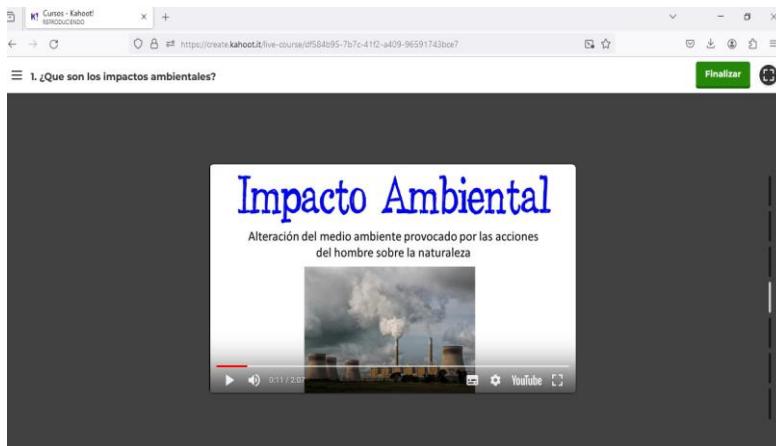 Cursos - Kahoot!
REPRODUCIENDO
https://create.kahoot.it/live-course/df584b95-7b7c-41f2-a409-96591743bce7
1. ¿Que son los impactos ambientales?
Finalizar
Impacto Ambiental
Alteración del medio ambiente provocado por las acciones
del hombre sobre la naturaleza
0:11 / 2:07
YouTube